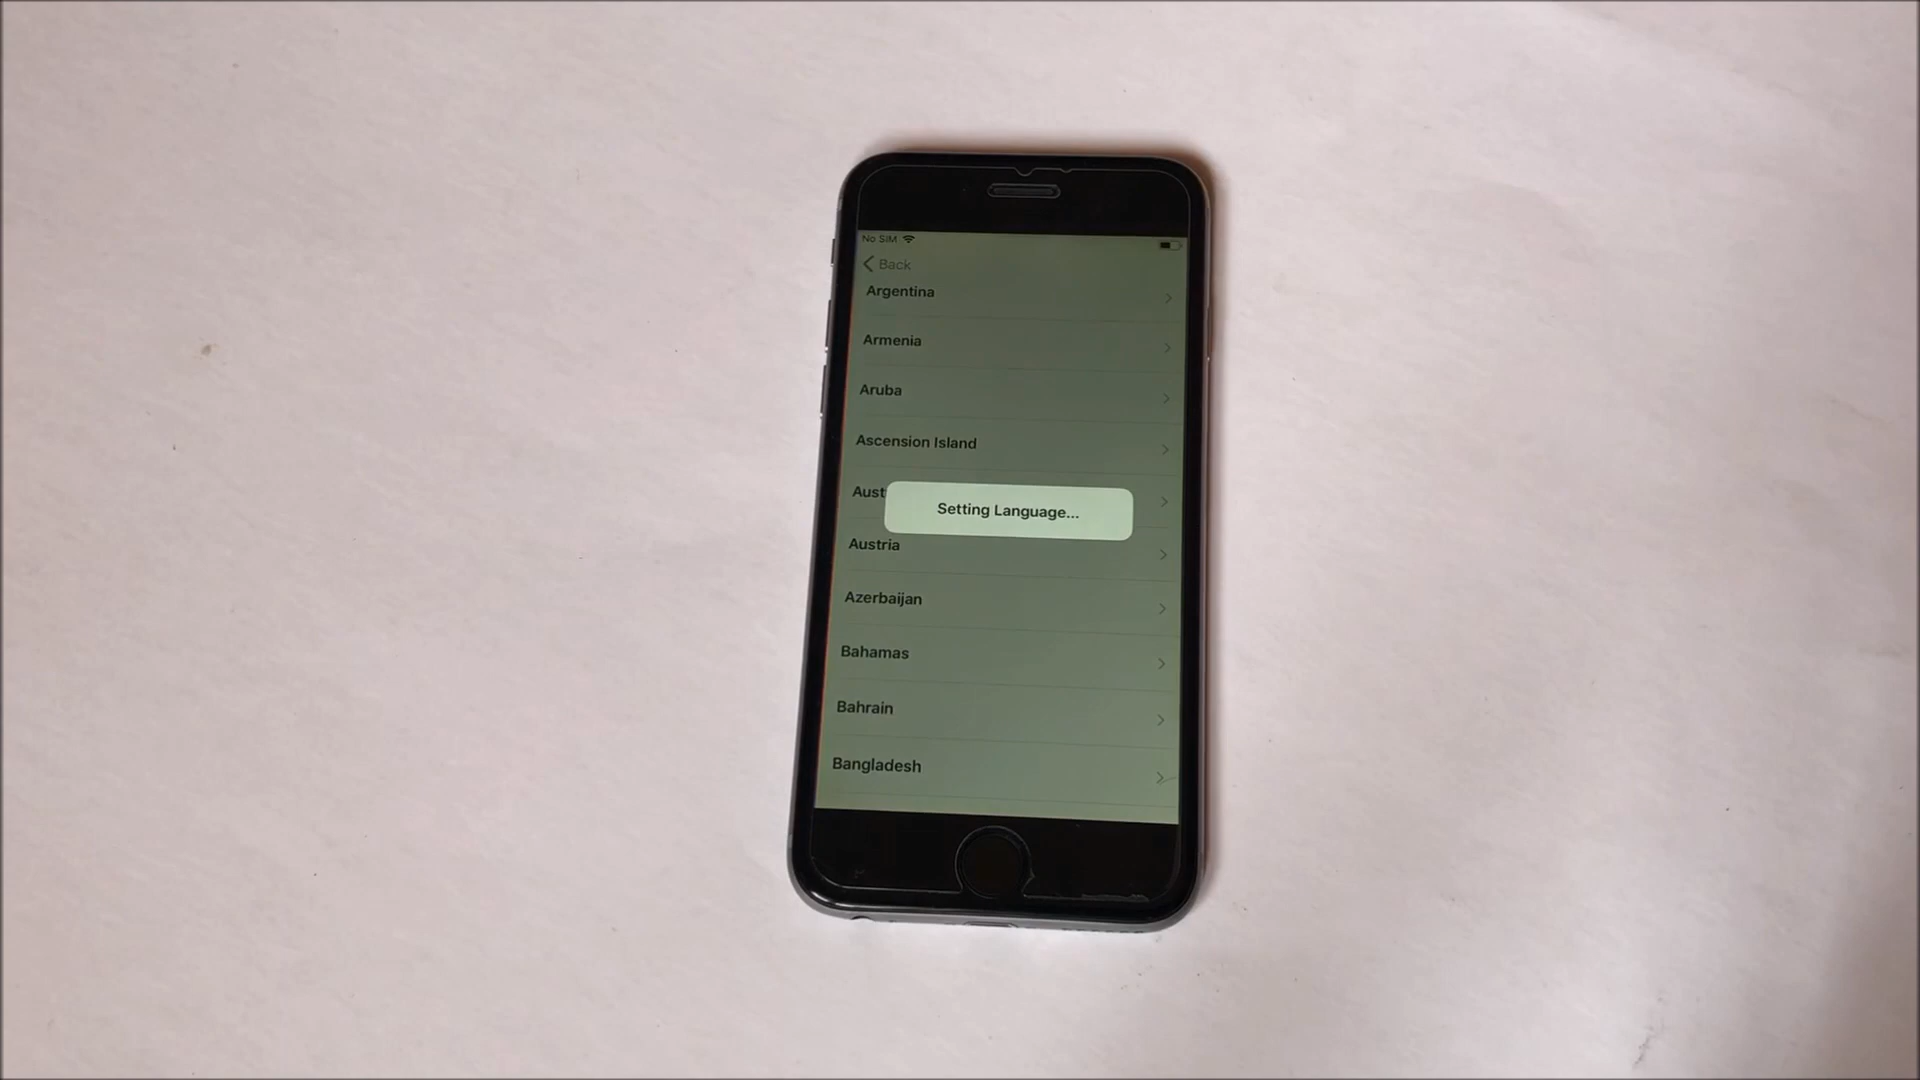 No SIM
Back
Argentina
Armenia
Aruba
Ascension Island
Aust
Setting Language...
Austria
Azerbaijan
Bahamas
Bahrain
Bangladesh